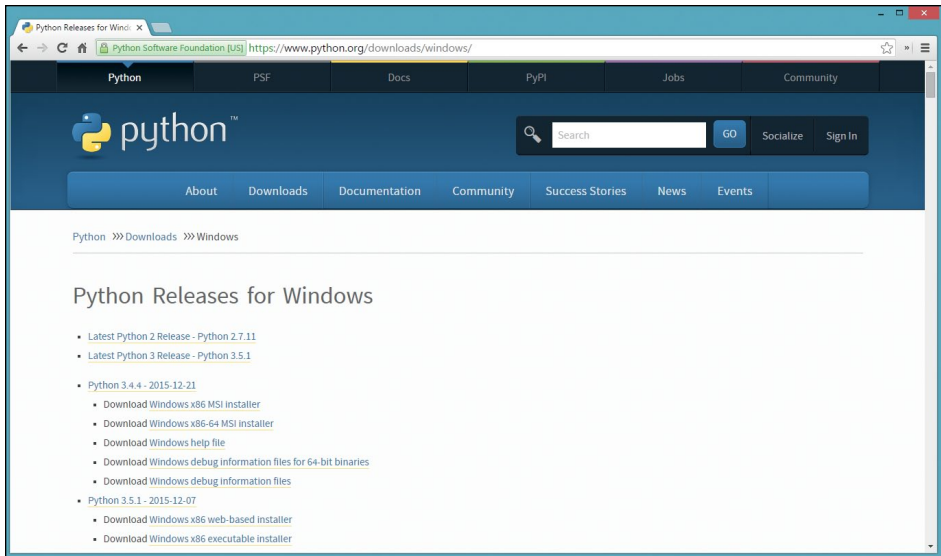 Python Releases for Wind
Python Software Foundation [US] https://www.python.org/downloads/windows/
Python PSF Docs PyPI Jobs Community
python™
Search GO Socialize Sign In
About Downloads Documentation Community Success Stories News Events
Python >>> Downloads >>> Windows
Python Releases for Windows
Latest Python 2 Release - Python 2.7.11
Latest Python 3 Release - Python 3.5.1
Python 3.4.4 - 2015-12-21
Download Windows x86 MSI installer
Download Windows x86-64 MSI installer
Download Windows help file
Download Windows debug information files for 64-bit binaries
Download Windows debug information files
Python 3.5.1 - 2015-12-07
Download Windows x86 web-based installer
Download Windows x86 executable installer